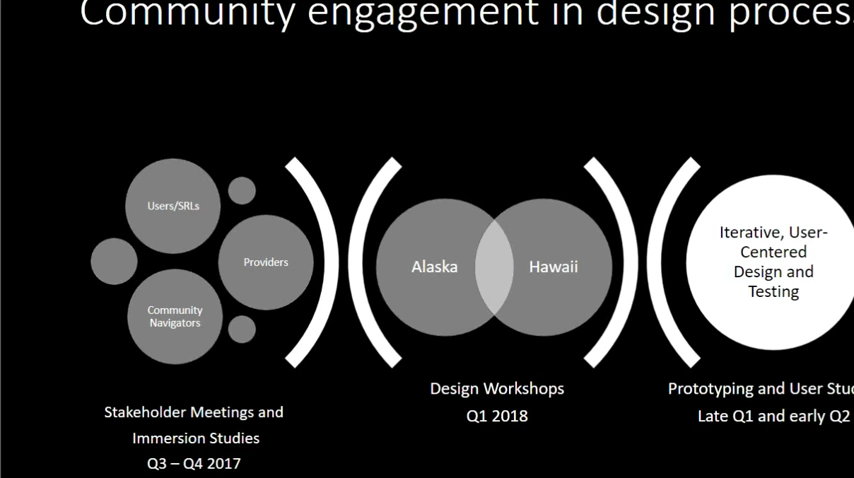 Community engagement in design proces
Users/SRLs
Providers
Community
Navigators
Stakeholder Meetings and
Immersion Studies
Q3 – Q4 2017
Alaska
Hawaii
Design Workshops
Q1 2018
Iterative, User-
Centered
Design and
Testing
Prototyping and User Stu
Late Q1 and early Q2